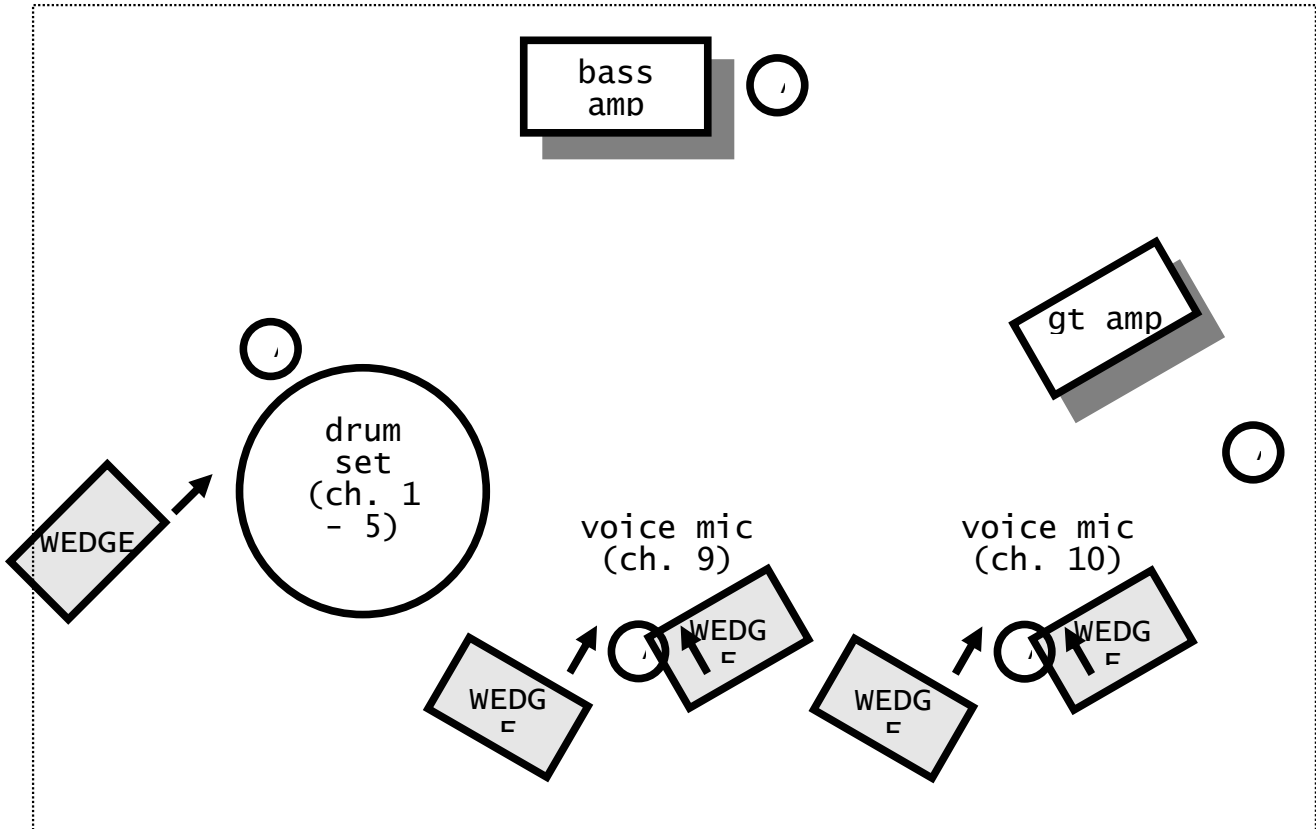 bass
amp
gt amp
drum
set
(ch. 1
- 5)
WEDGE
voice mic
(ch. 9)
voice mic
(ch. 10)
WEDG
E
WEDG
E
WEDG
E
WEDG
E